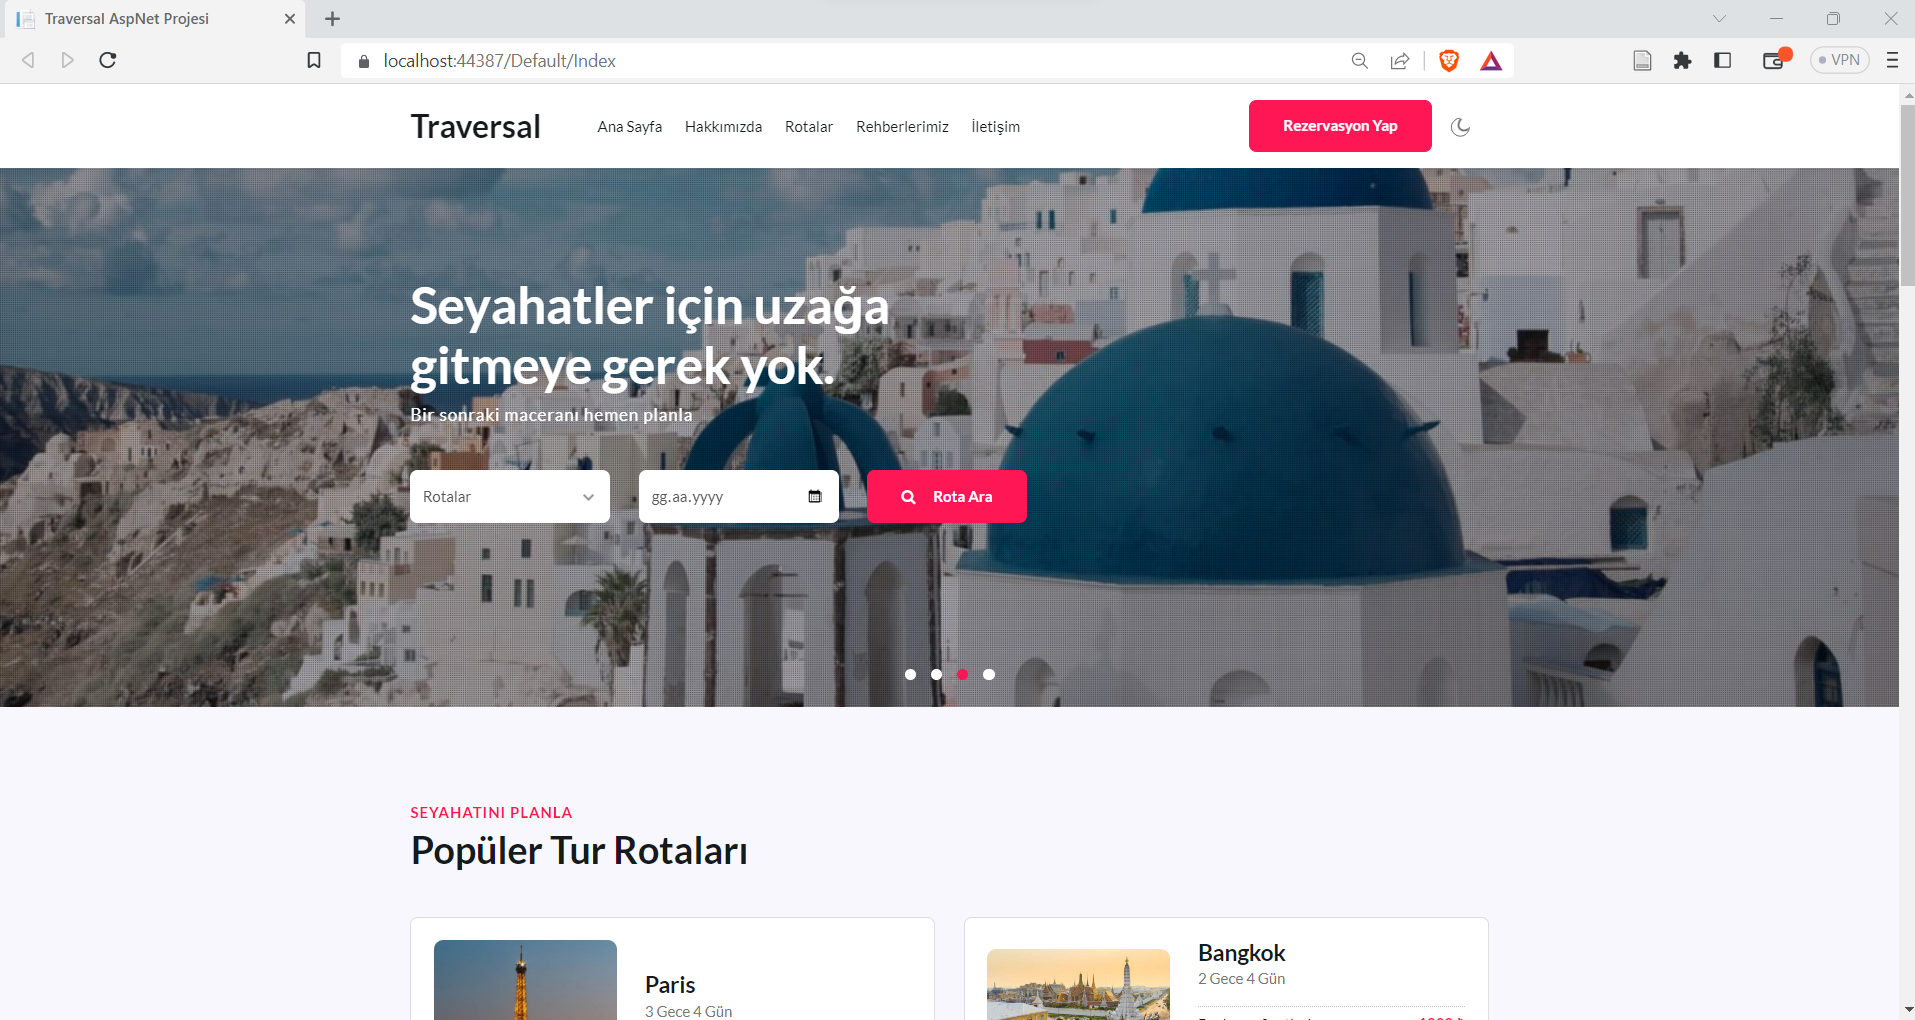 Traversal AspNet Projesi
localhost:44387/Default/Index
VPN
Traversal
Ana Sayfa Hakkımızda Rotalar Rehberlerimiz İletişim
Rezervasyon Yap
Seyahatler için uzağa
gitmeye gerek yok.
Bir sonraki maceranı hemen planla
Rotalar
gg.aa.yyyy
Rota Ara
SEYAHATINI PLANLA
Popüler Tur Rotaları
Paris
3 Gece 4 Gün
Bangkok
2 Gece 4 Gün